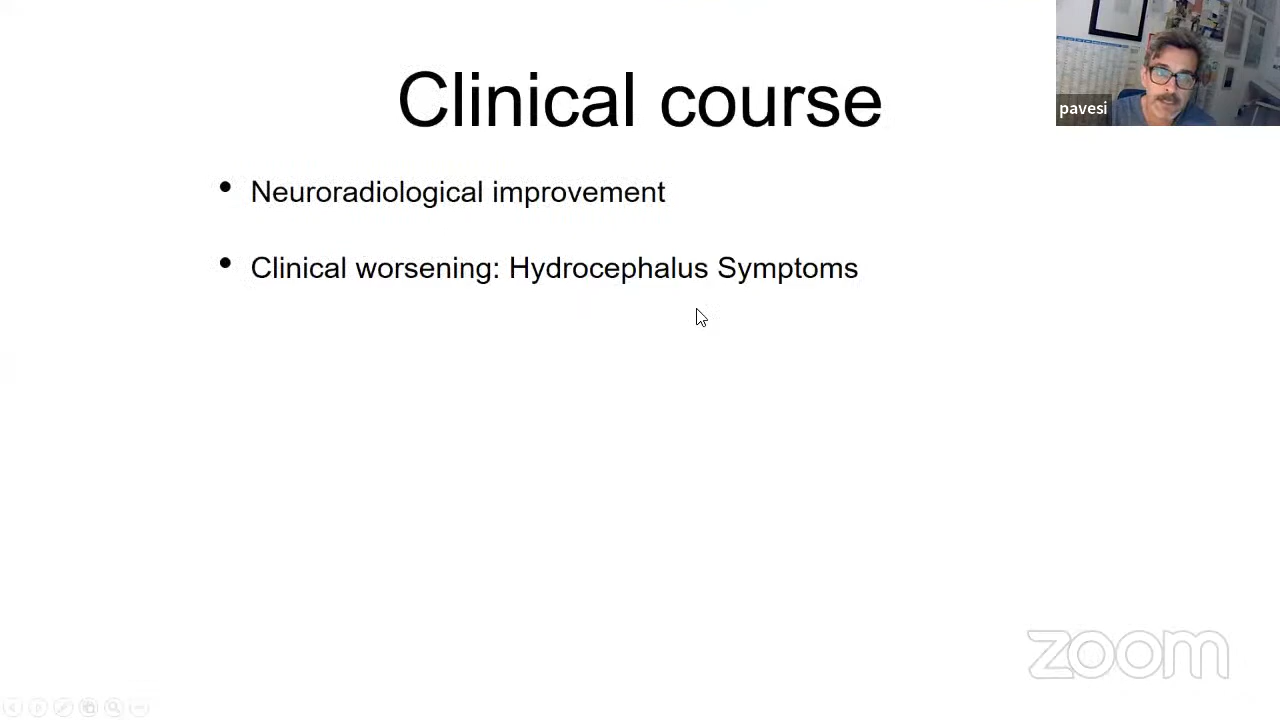 Clinical course
pavesi
• Neuroradiological improvement
• Clinical worsening: Hydrocephalus Symptoms
zoom